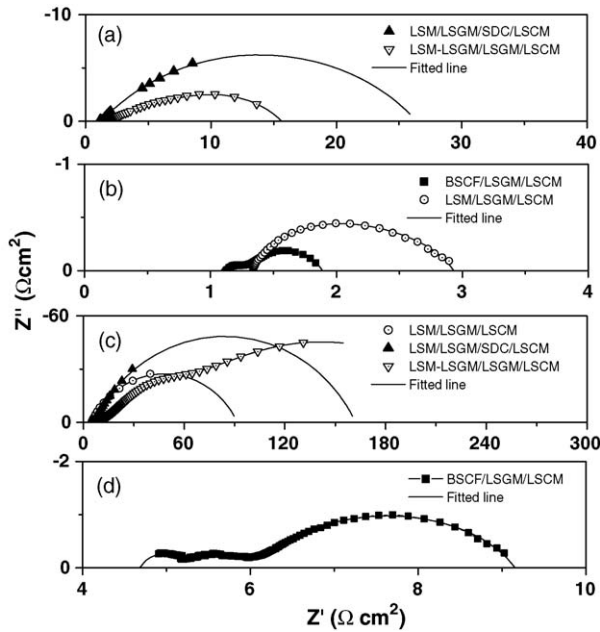 -10
(a)
LSM/LSGM/SDC/LSCM
LSM-LSGM/LSGM/LSCM
Fitted line
0
0 10 20 30 40
-1
(b)
BSCF/LSGM/LSCM
LSM/LSGM/LSCM
Fitted line
0
0 1 2 3 4
Z'' (Ωcm²)
-60
(c)
LSM/LSGM/LSCM
LSM/LSGM/SDC/LSCM
LSM-LSGM/LSGM/LSCM
Fitted line
0
0 60 120 180 240 300
-2
(d)
BSCF/LSGM/LSCM
Fitted line
0
4 6 8 10
Z' (Ω cm²)